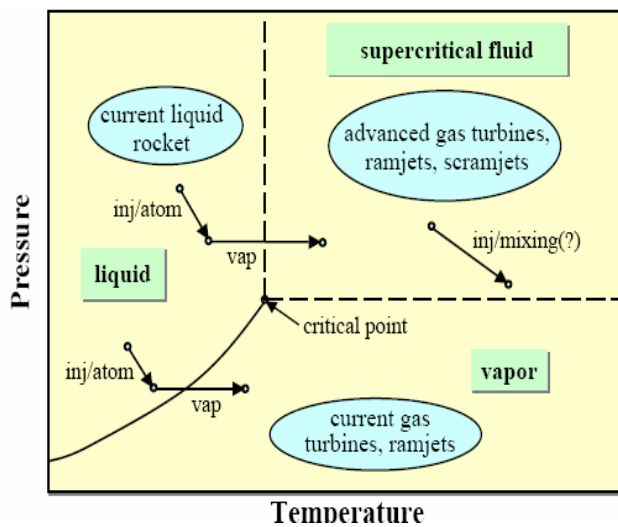 supercritical fluid
current liquid
rocket
advanced gas turbines,
ramjets, scramjets
inj/atom
vap
inj/mixing(?)
liquid
critical point
inj/atom
vap
vapor
current gas
turbines, ramjets
Pressure
Temperature